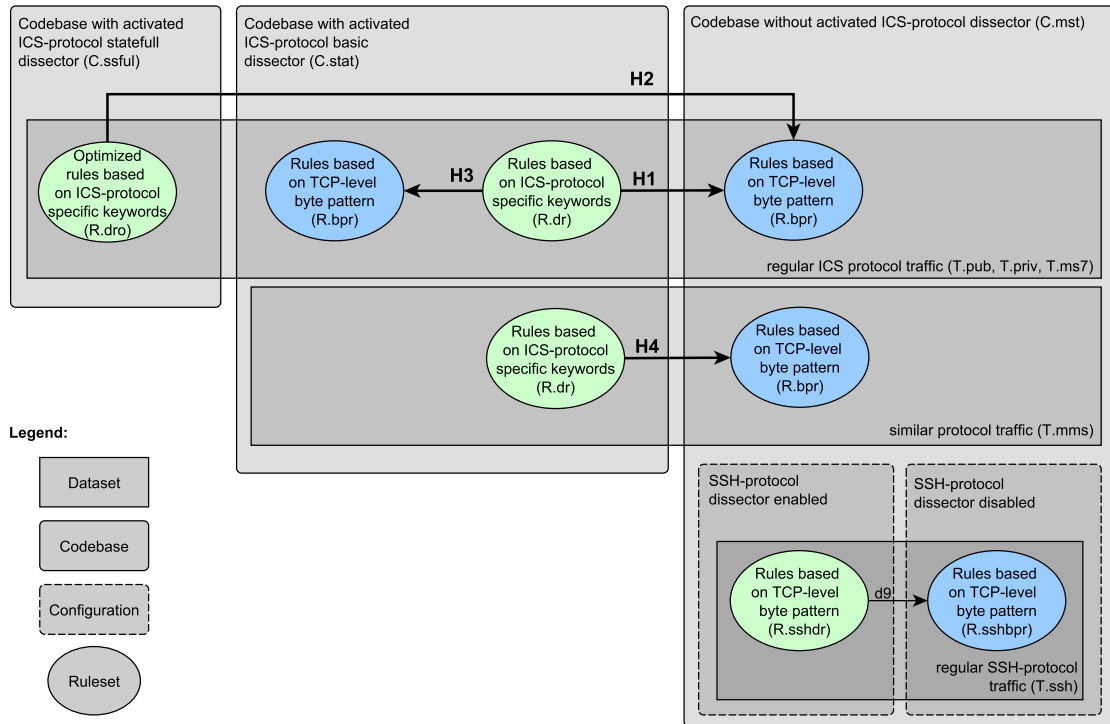 Codebase with activated
ICS-protocol statefull
dissector (C.ssful)
Codebase with activated
ICS-protocol basic
dissector (C.stat)
Codebase without activated ICS-protocol dissector (C.mst)
H2
Optimized
rules based
on ICS-protocol
specific keywords
(R.dro)
Rules based
on TCP-level
byte pattern
(R.bpr)
H3
Rules based
on ICS-protocol
specific keywords
(R.dr)
H1
Rules based
on TCP-level
byte pattern
(R.bpr)
regular ICS protocol traffic (T.pub, T.priv, T.ms7)
Rules based
on ICS-protocol
specific keywords
(R.dr)
H4
Rules based
on TCP-level
byte pattern
(R.bpr)
similar protocol traffic (T.mms)
Legend:
Dataset
Codebase
Configuration
Ruleset
SSH-protocol
dissector enabled
SSH-protocol
dissector disabled
Rules based
on TCP-level
byte pattern
(R.sshdr)
d9
Rules based
on TCP-level
byte pattern
(R.sshbpr)
regular SSH-protocol
traffic (T.ssh)